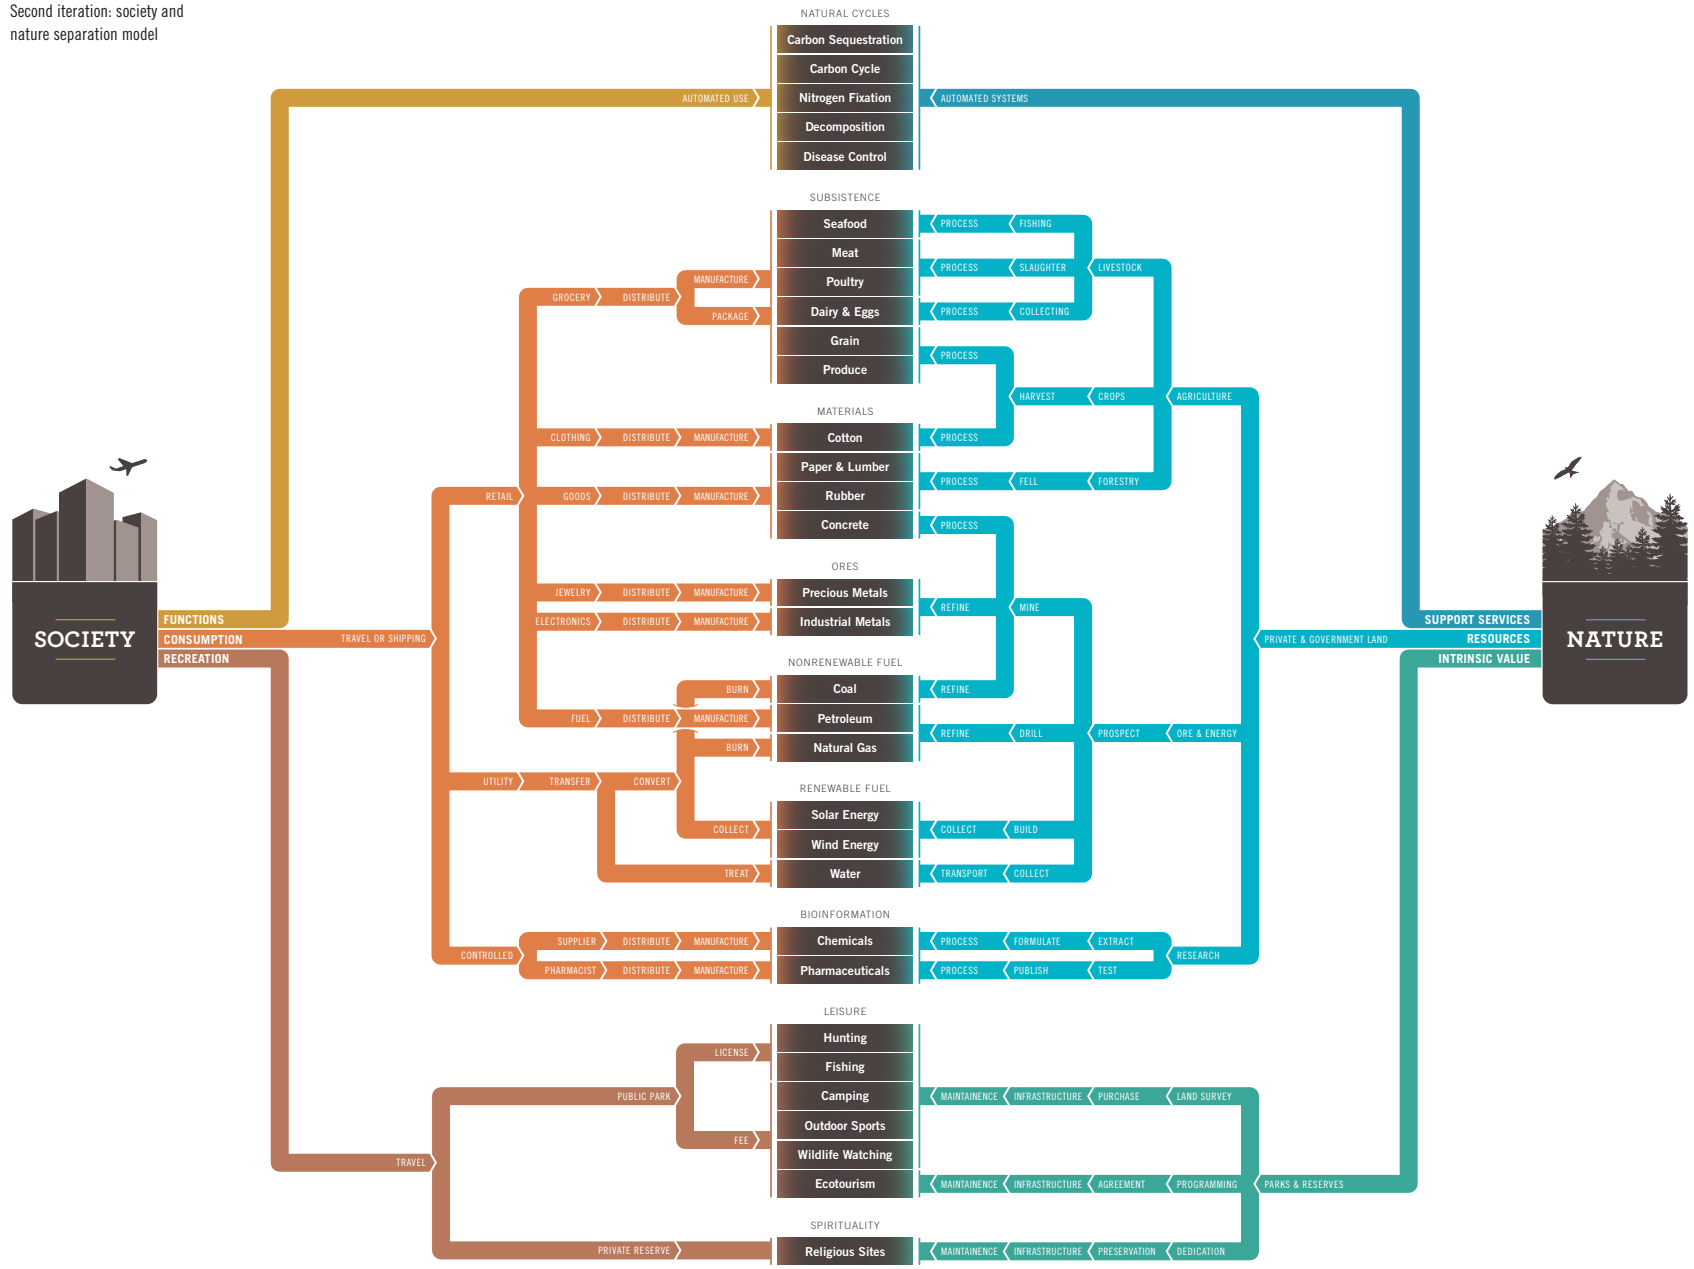 Second iteration: society and
nature separation model
NATURAL CYCLES
Carbon Sequestration
Carbon Cycle
AUTOMATED USE
Nitrogen Fixation
AUTOMATED SYSTEMS
Decomposition
Disease Control
SUBSISTENCE
Seafood
PROCESS
FISHING
Meat
PROCESS
SLAUGHTER
LIVESTOCK
MANUFACTURE
Poultry
GROCERY
DISTRIBUTE
PACKAGE
Dairy & Eggs
PROCESS
COLLECTING
Grain
PROCESS
Produce
HARVEST
CROPS
AGRICULTURE
MATERIALS
CLOTHING
DISTRIBUTE
MANUFACTURE
Cotton
PROCESS
Paper & Lumber
PROCESS
FELL
FORESTRY
RETAIL
GOODS
DISTRIBUTE
MANUFACTURE
Rubber
Concrete
PROCESS
ORES
JEWELRY
DISTRIBUTE
MANUFACTURE
Precious Metals
REFINE
MINE
ELECTRONICS
DISTRIBUTE
MANUFACTURE
Industrial Metals
FUNCTIONS
SUPPORT SERVICES
SOCIETY
CONSUMPTION
TRAVEL OR SHIPPING
PRIVATE & GOVERNMENT LAND
RESOURCES
NATURE
RECREATION
INTRINSIC VALUE
NONRENEWABLE FUEL
BURN
Coal
REFINE
FUEL
DISTRIBUTE
MANUFACTURE
Petroleum
REFINE
DRILL
PROSPECT
ORE & ENERGY
BURN
Natural Gas
UTILITY
TRANSFER
CONVERT
RENEWABLE FUEL
Solar Energy
COLLECT
COLLECT
BUILD
Wind Energy
TREAT
Water
TRANSPORT
COLLECT
BIOINFORMATION
SUPPLIER
DISTRIBUTE
MANUFACTURE
Chemicals
PROCESS
FORMULATE
EXTRACT
CONTROLLED
RESEARCH
PHARMACIST
DISTRIBUTE
MANUFACTURE
Pharmaceuticals
PROCESS
PUBLISH
TEST
LEISURE
Hunting
LICENSE
Fishing
PUBLIC PARK
Camping
MAINTAINENCE
INFRASTRUCTURE
PURCHASE
LAND SURVEY
Outdoor Sports
FEE
Wildlife Watching
TRAVEL
Ecotourism
MAINTAINENCE
INFRASTRUCTURE
AGREEMENT
PROGRAMMING
PARKS & RESERVES
SPIRITUALITY
PRIVATE RESERVE
Religious Sites
MAINTAINENCE
INFRASTRUCTURE
PRESERVATION
DEDICATION